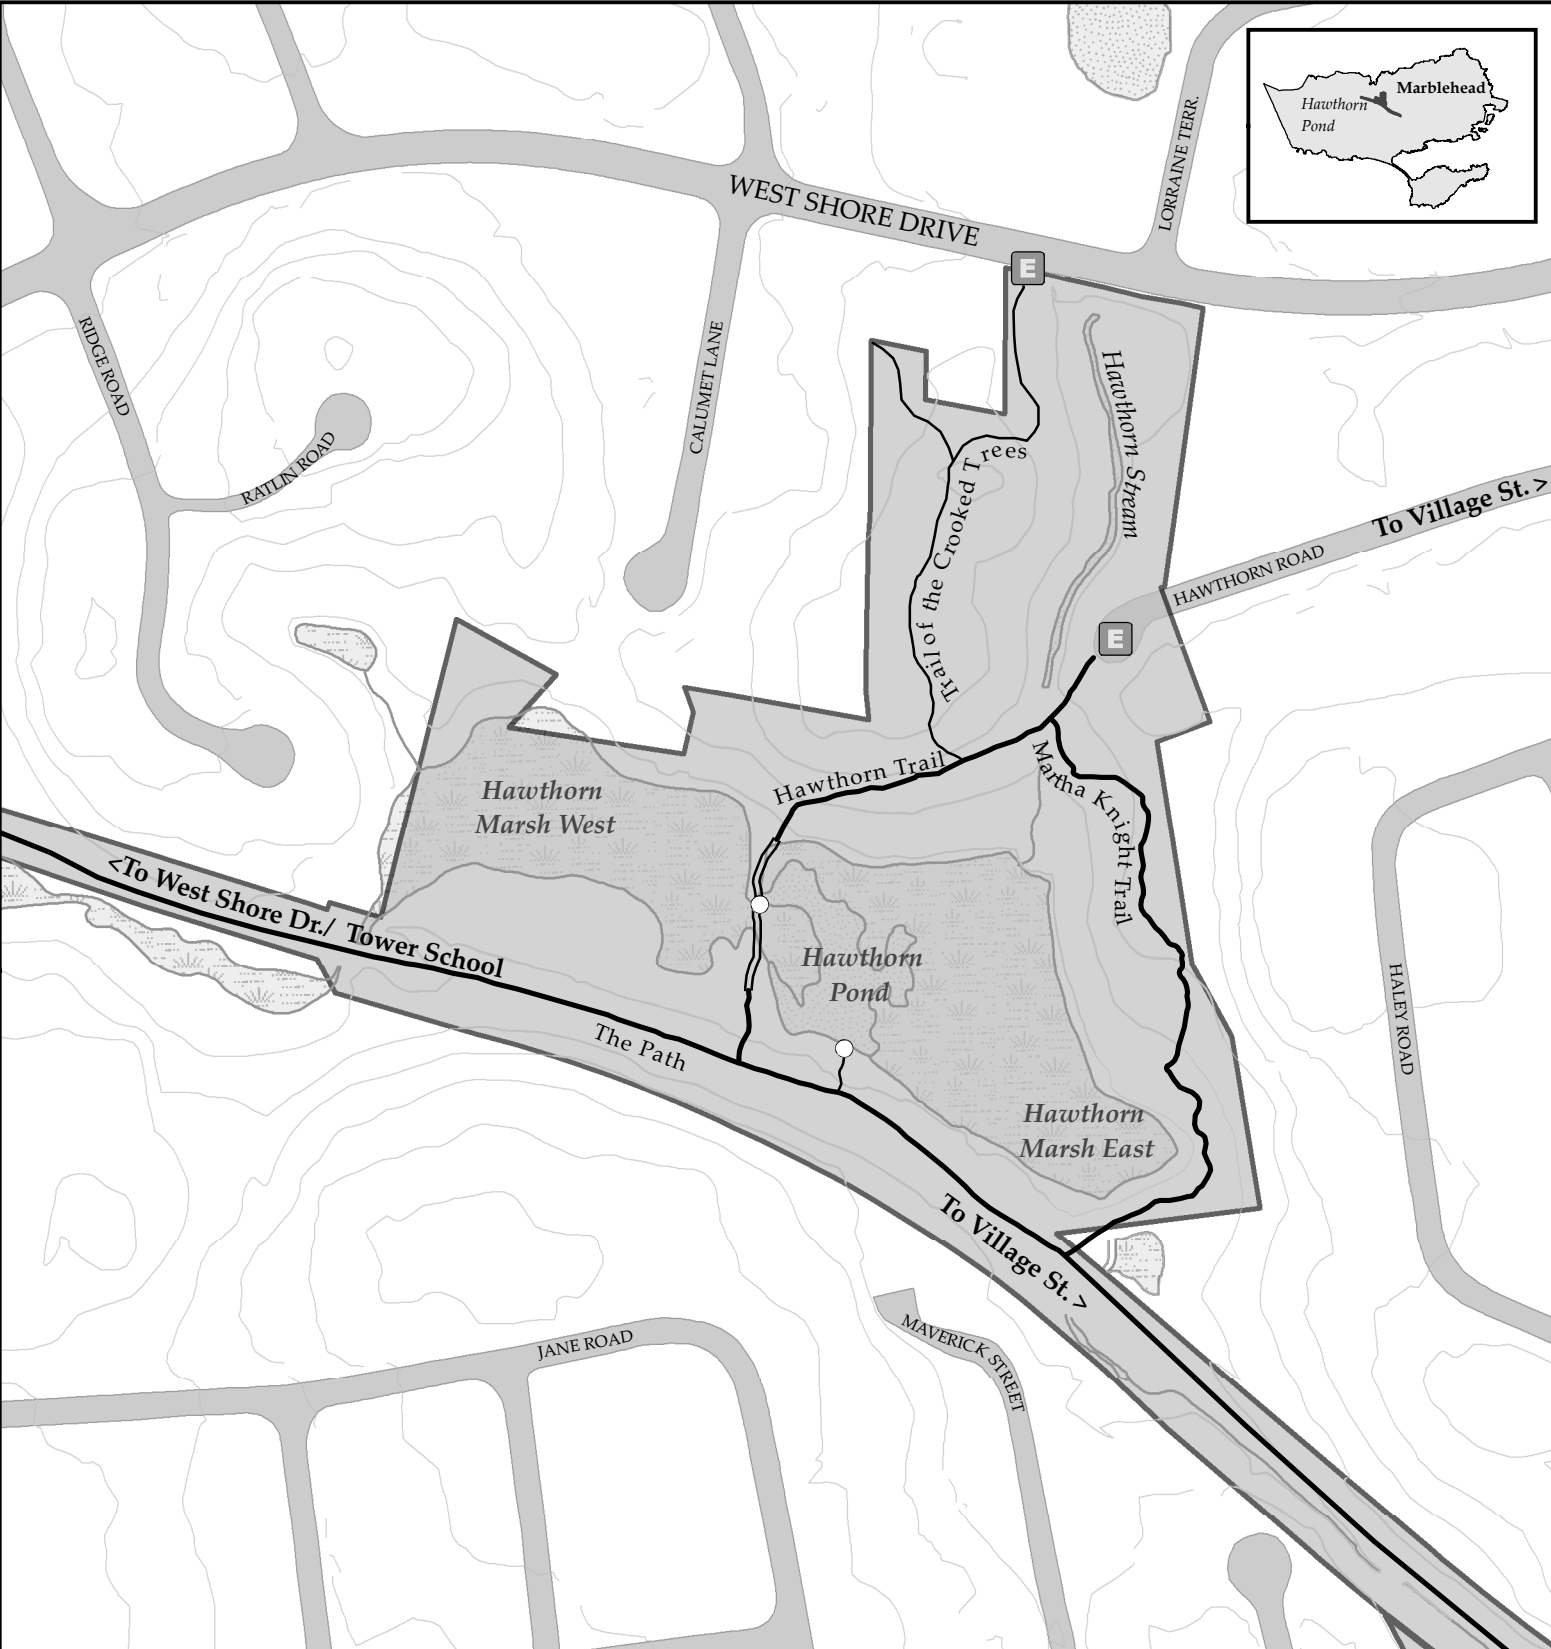 LORRAINE TERR.
Marblehead
Hawthorn
Pond
WEST SHORE DRIVE
E
RIDGE ROAD
CALUMET LANE
Hawthorn Stream
RATLIN ROAD
Trail of the Crooked Trees
To Village St. >
HAWTHORN ROAD
E
Hawthorn Trail
Martha Knight Trail
Hawthorn
Marsh West
<To West Shore Dr./ Tower School
Hawthorn
Pond
HALEY ROAD
The Path
Hawthorn
Marsh East
To Village St. >
MAVERICK STREET
JANE ROAD